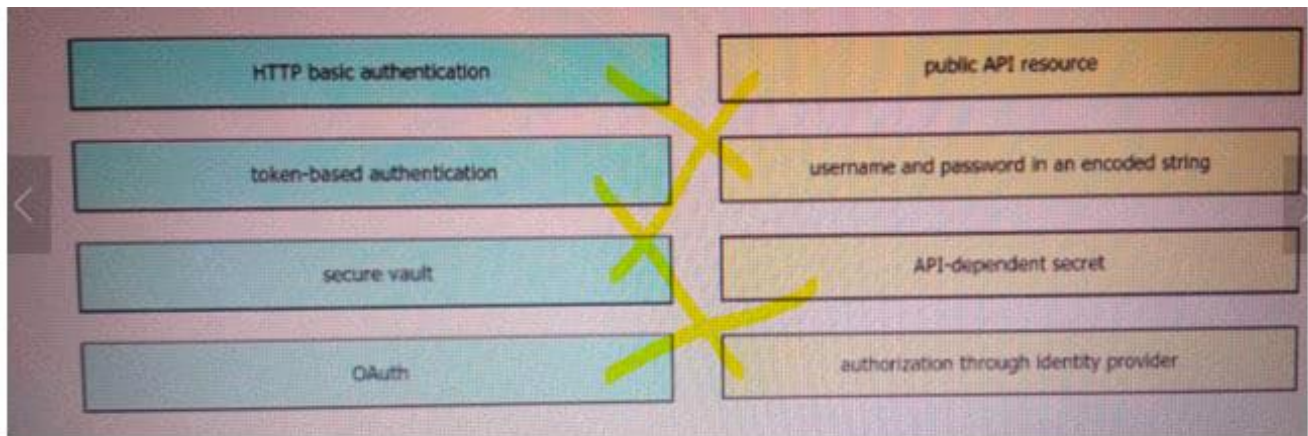 HTTP basic authentication
public API resource
token-based authentication
username and password in an encoded string
secure vault
API-dependent secret
OAuth
authorization through identity provider